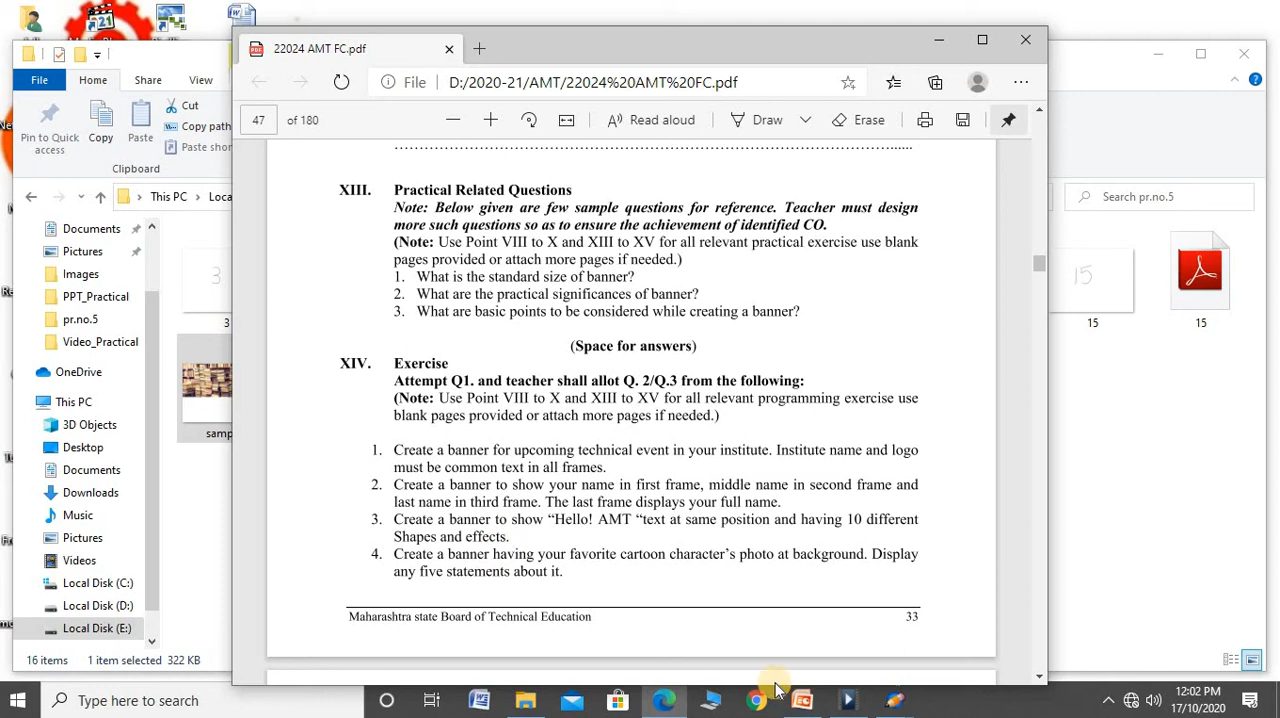 22024 AMT FC.pdf
File
Home
Share
View
File
D:/2020-21/AMT/22024%20AMT%20FC.pdf
47
of 180
Read aloud
Draw
Erase
Pin to Quick
access
Copy
Paste
Cut
Copy path
Paste shor
Clipboard
This PC
Loca
Search pr.no.5
Documents
Pictures
Images
PPT_Practical
pr.no.5
Video_Practical
OneDrive
This PC
3D Objects
Desktop
Documents
Downloads
Music
Pictures
Videos
Local Disk (C:)
Local Disk (D:)
Local Disk (E:)
3
3
samp
15
15
15
16 items
1 item selected
322 KB
XIII. Practical Related Questions
Note: Below given are few sample questions for reference. Teacher must design
more such questions so as to ensure the achievement of identified CO.
(Note: Use Point VIII to X and XIII to XV for all relevant practical exercise use blank
pages provided or attach more pages if needed.)
1. What is the standard size of banner?
2. What are the practical significances of banner?
3. What are basic points to be considered while creating a banner?
(Space for answers)
XIV. Exercise
Attempt Q1. and teacher shall allot Q. 2/Q.3 from the following:
(Note: Use Point VIII to X and XIII to XV for all relevant programming exercise use
blank pages provided or attach more pages if needed.)
1. Create a banner for upcoming technical event in your institute. Institute name and logo
must be common text in all frames.
2. Create a banner to show your name in first frame, middle name in second frame and
last name in third frame. The last frame displays your full name.
3. Create a banner to show “Hello! AMT “text at same position and having 10 different
Shapes and effects.
4. Create a banner having your favorite cartoon character’s photo at background. Display
any five statements about it.
Maharashtra state Board of Technical Education
33
Type here to search
12:02 PM
17/10/2020